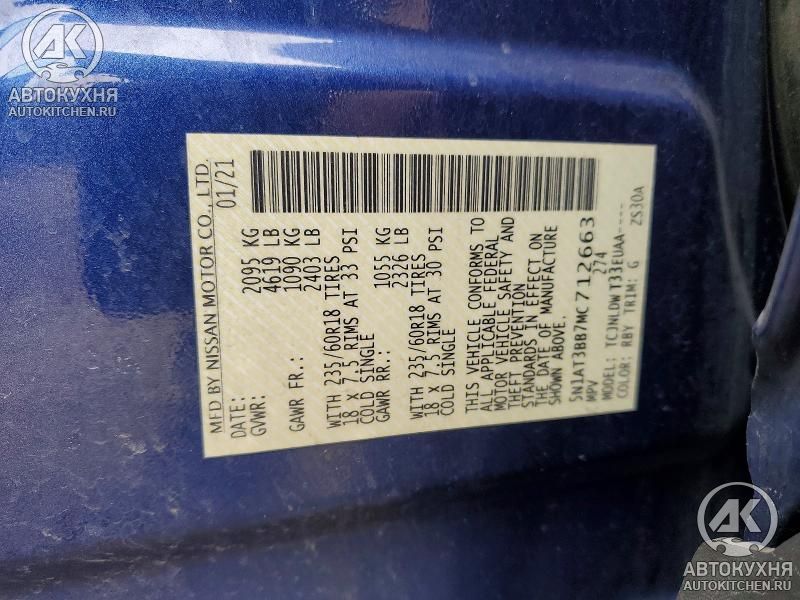 АК
АВТОКУХНЯ
AUTOKITCHEN.RU
MFD BY NISSAN MOTOR CO., LTD.
DATE: 01/21
GVWR: 2095 KG
4619 LB
GAWR FR.: 1090 KG
2403 LB
WITH 235/60R18 TIRES
18 X 7.5 RIMS AT 33 PSI
COLD SINGLE
GAWR RR.: 1055 KG
2326 LB
WITH 235/60R18 TIRES
18 X 7.5 RIMS AT 30 PSI
COLD SINGLE
THIS VEHICLE CONFORMS TO
ALL APPLICABLE FEDERAL
MOTOR VEHICLE SAFETY AND
THEFT PREVENTION
STANDARDS IN EFFECT ON
THE DATE OF MANUFACTURE
SHOWN ABOVE.
5N1AT3BB7MC712663
MPV 274
MODEL: TCJNLDWT33EUAA----
COLOR: RBY TRIM: G ZS30A
АК
АВТОКУХНЯ
AUTOKITCHEN.RU